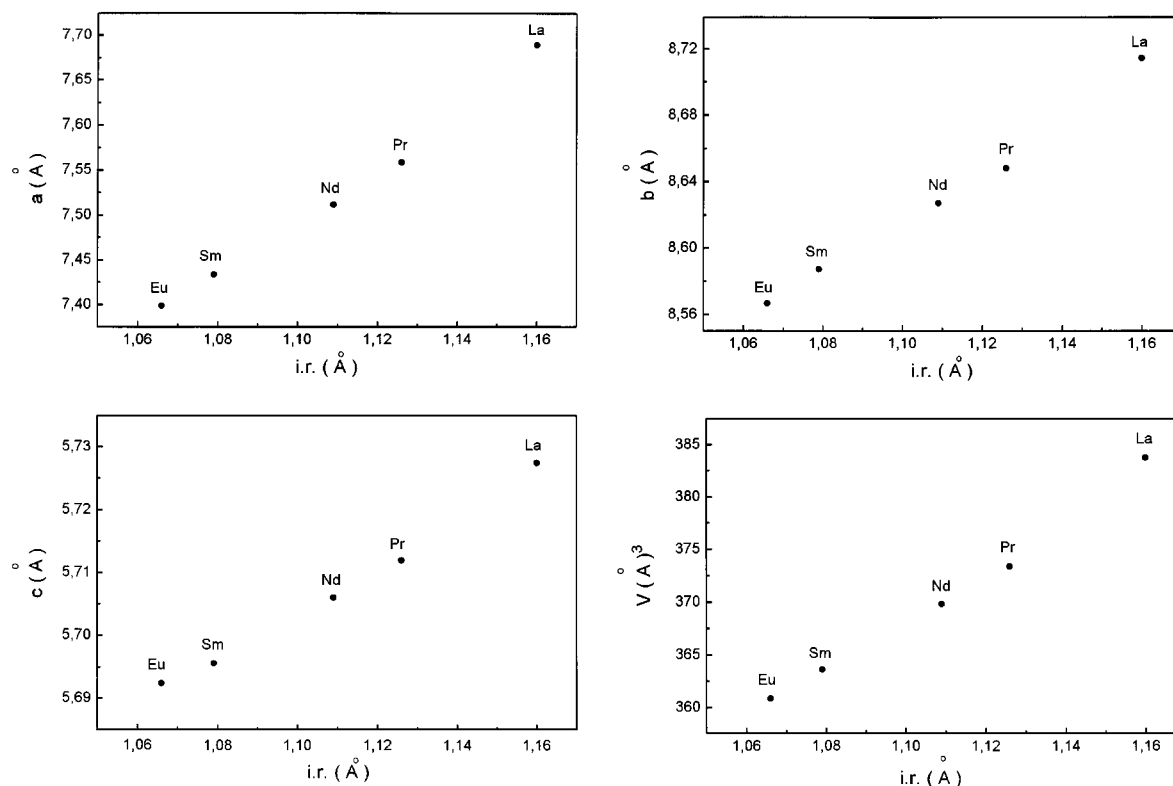 7,70
7,65
7,60
7,55
7,50
7,45
7,40
a (Å)
La
Pr
Nd
Sm
Eu
1,06 1,08 1,10 1,12 1,14 1,16
i.r. (Å)
8,72
8,68
8,64
8,60
8,56
b (Å)
La
Pr
Nd
Sm
Eu
1,06 1,08 1,10 1,12 1,14 1,16
i.r. (Å)
5,73
5,72
5,71
5,70
5,69
c (Å)
La
Pr
Nd
Sm
Eu
1,06 1,08 1,10 1,12 1,14 1,16
i.r. (Å)
385
380
375
370
365
360
V (Å)³
La
Pr
Nd
Sm
Eu
1,06 1,08 1,10 1,12 1,14 1,16
i.r. (Å)